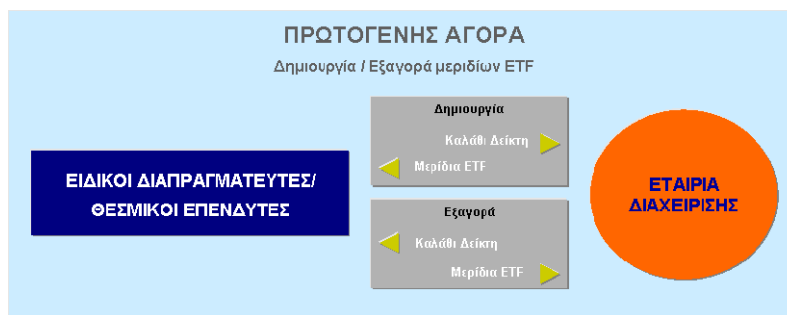 ΠΡΩΤΟΓΕΝΗΣ ΑΓΟΡΑ
Δημιουργία / Εξαγορά μεριδίων ETF
Δημιουργία
Καλάθι Δείκτη
Μερίδια ETF
ΕΙΔΙΚΟΙ ΔΙΑΠΡΑΓΜΑΤΕΥΤΕΣ/
ΘΕΣΜΙΚΟΙ ΕΠΕΝΔΥΤΕΣ
Εξαγορά
Καλάθι Δείκτη
Μερίδια ETF
ΕΤΑΙΡΙΑ
ΔΙΑΧΕΙΡΙΣΗΣ